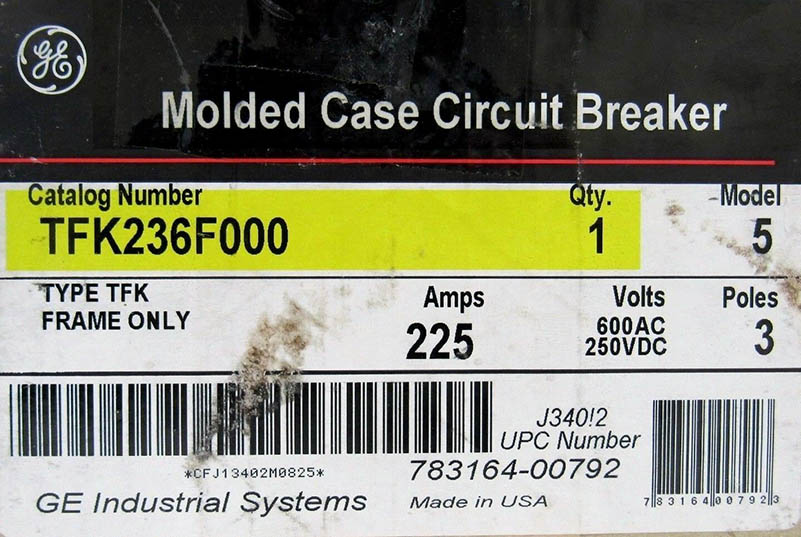 GE
Molded Case Circuit Breaker
Catalog Number Qty. Model
TFK236F000 1 5
TYPE TFK Amps Volts Poles
FRAME ONLY 225 600AC 3
250VDC
J340!2
UPC Number
*CFJ13402M0825* 783164-00792
GE Industrial Systems Made in USA
7 83164 00792 3